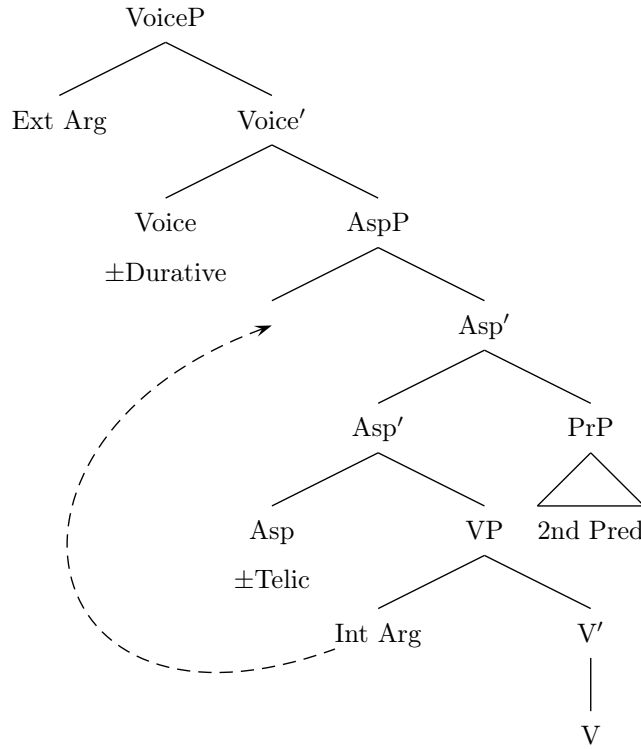 VoiceP
Ext Arg Voice′
Voice AspP
±Durative
Asp′
Asp′ PrP
Asp VP 2nd Pred
±Telic
Int Arg V′
V